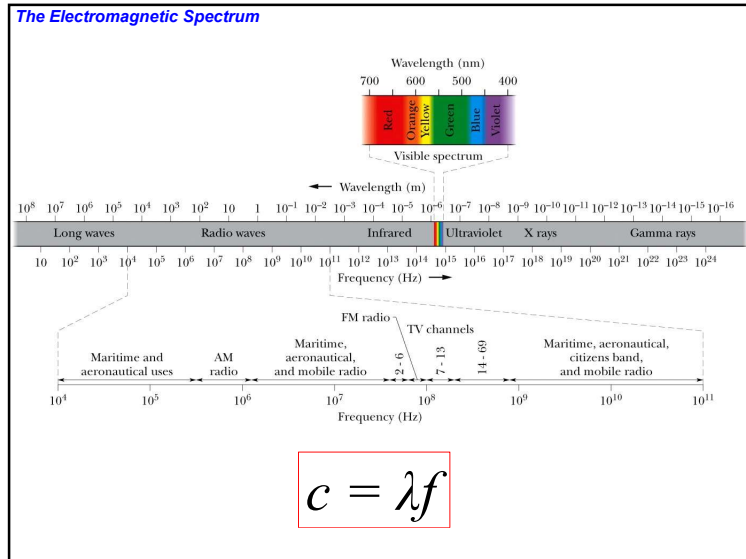 The Electromagnetic Spectrum
Wavelength (nm)
700 600 500 400
Red Orange Yellow Green Blue Violet
Visible spectrum
← Wavelength (m)
10⁸ 10⁷ 10⁶ 10⁵ 10⁴ 10³ 10² 10 1 10⁻¹ 10⁻² 10⁻³ 10⁻⁴ 10⁻⁵ 10⁻⁶ 10⁻⁷ 10⁻⁸ 10⁻⁹ 10⁻¹⁰ 10⁻¹¹ 10⁻¹² 10⁻¹³ 10⁻¹⁴ 10⁻¹⁵ 10⁻¹⁶
Long waves Radio waves Infrared Ultraviolet X rays Gamma rays
10 10² 10³ 10⁴ 10⁵ 10⁶ 10⁷ 10⁸ 10⁹ 10¹⁰ 10¹¹ 10¹² 10¹³ 10¹⁴ 10¹⁵ 10¹⁶ 10¹⁷ 10¹⁸ 10¹⁹ 10²⁰ 10²¹ 10²² 10²³ 10²⁴
Frequency (Hz) →
FM radio
TV channels
Maritime and
aeronautical uses
AM
radio
Maritime,
aeronautical,
and mobile radio
2 - 6
7 - 13
14 - 69
Maritime, aeronautical,
citizens band,
and mobile radio
10⁴ 10⁵ 10⁶ 10⁷ 10⁸ 10⁹ 10¹⁰ 10¹¹
Frequency (Hz)
c = λf